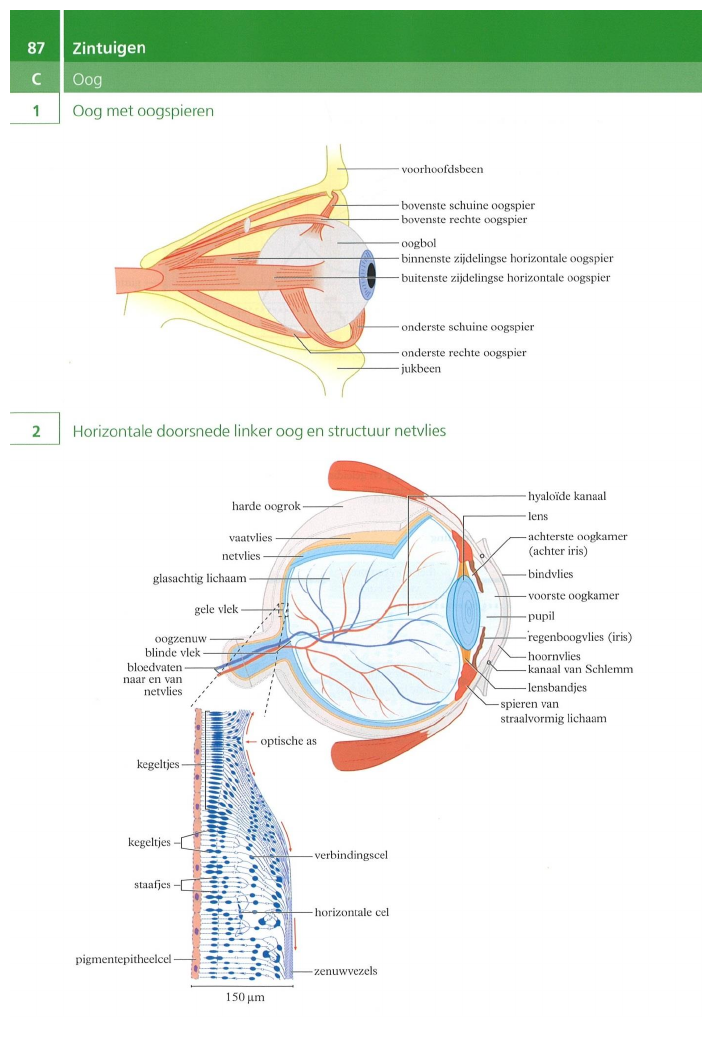 87 Zintuigen
C Oog
1 Oog met oogspieren
voorhoofdsbeen
bovenste schuine oogspier
bovenste rechte oogspier
oogbol
binnenste zijdelingse horizontale oogspier
buitenste zijdelingse horizontale oogspier
onderste schuine oogspier
onderste rechte oogspier
jukbeen
2 Horizontale doorsnede linker oog en structuur netvlies
harde oogrok
vaatvlies
netvlies
glasachtig lichaam
gele vlek
oogzenuw
blinde vlek
bloedvaten
naar en van
netvlies
hyaloïde kanaal
lens
achterste oogkamer
(achter iris)
bindvlies
voorste oogkamer
pupil
regenboogvlies (iris)
hoornvlies
kanaal van Schlemm
lensbandjes
spieren van
straalvormig lichaam
optische as
kegeltjes
kegeltjes
staafjes
pigmentepitheelcel
verbindingscel
horizontale cel
zenuwvezels
150 µm